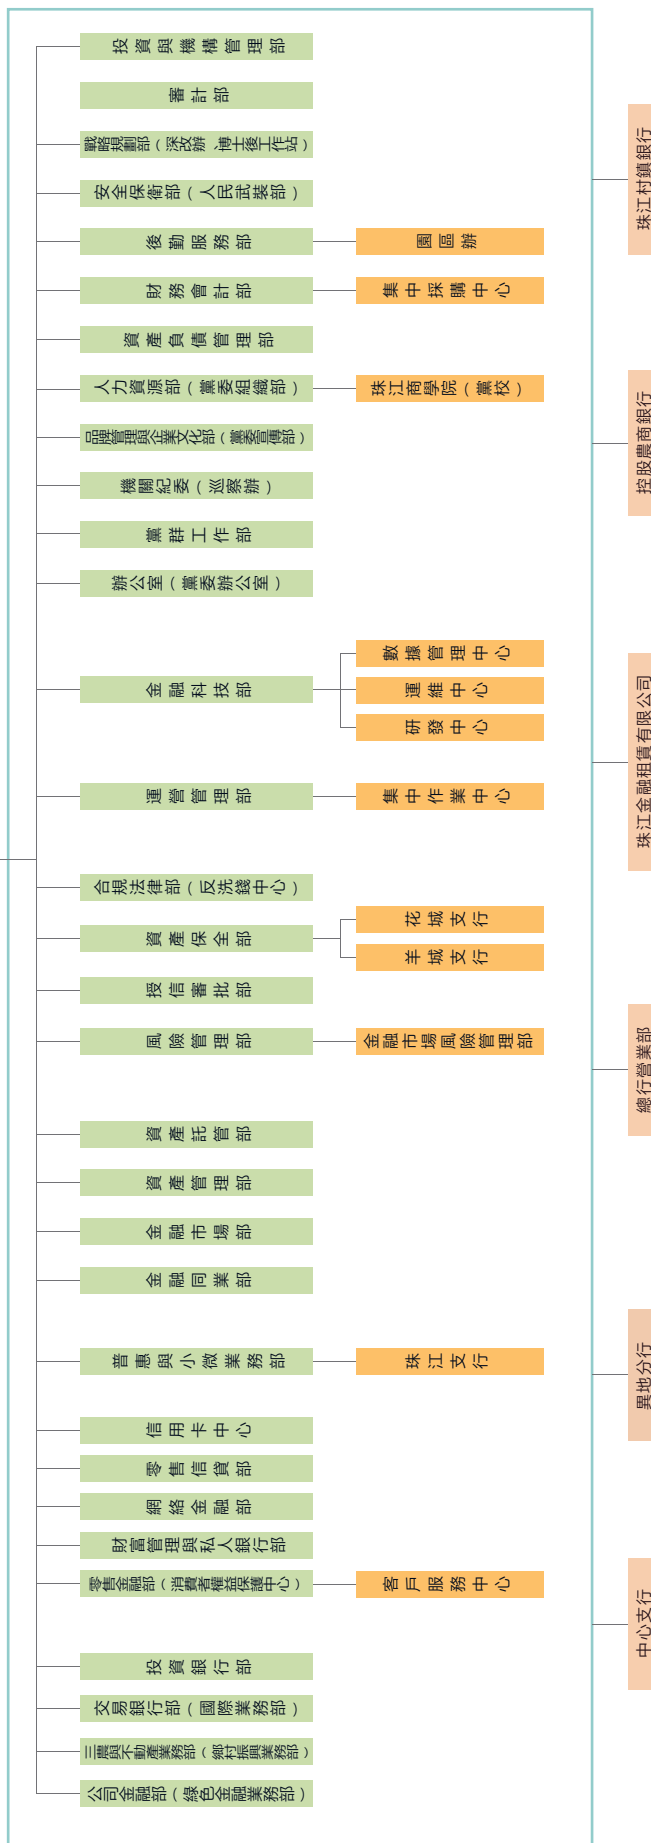 投資與機構管理部
審計部
戰略規劃部(深改辦、博士後工作站)
安全保衛部(人民武裝部)
後勤服務部
園區辦
財務會計部
集中採購中心
資產負債管理部
人力資源部(黨委組織部)
珠江商學院(黨校)
品牌管理與企業文化部(黨委宣傳部)
機關紀委(巡察辦)
黨群工作部
辦公室(黨委辦公室)
金融科技部
數據管理中心
運維中心
研發中心
運營管理部
集中作業中心
合規法律部(反洗錢中心)
資產保全部
花城支行
羊城支行
授信審批部
風險管理部
金融市場風險管理部
資產託管部
資產管理部
金融市場部
金融同業部
普惠與小微業務部
珠江支行
信用卡中心
零售信貸部
網絡金融部
財富管理與私人銀行部
零售金融部(消費者權益保護中心)
客戶服務中心
投資銀行部
交易銀行部(國際業務部)
三農與不動產業務部(鄉村振興業務部)
公司金融部(綠色金融業務部)
珠江村鎮銀行
控股農商銀行
珠江金融租賃有限公司
總行營業部
異地分行
中心支行